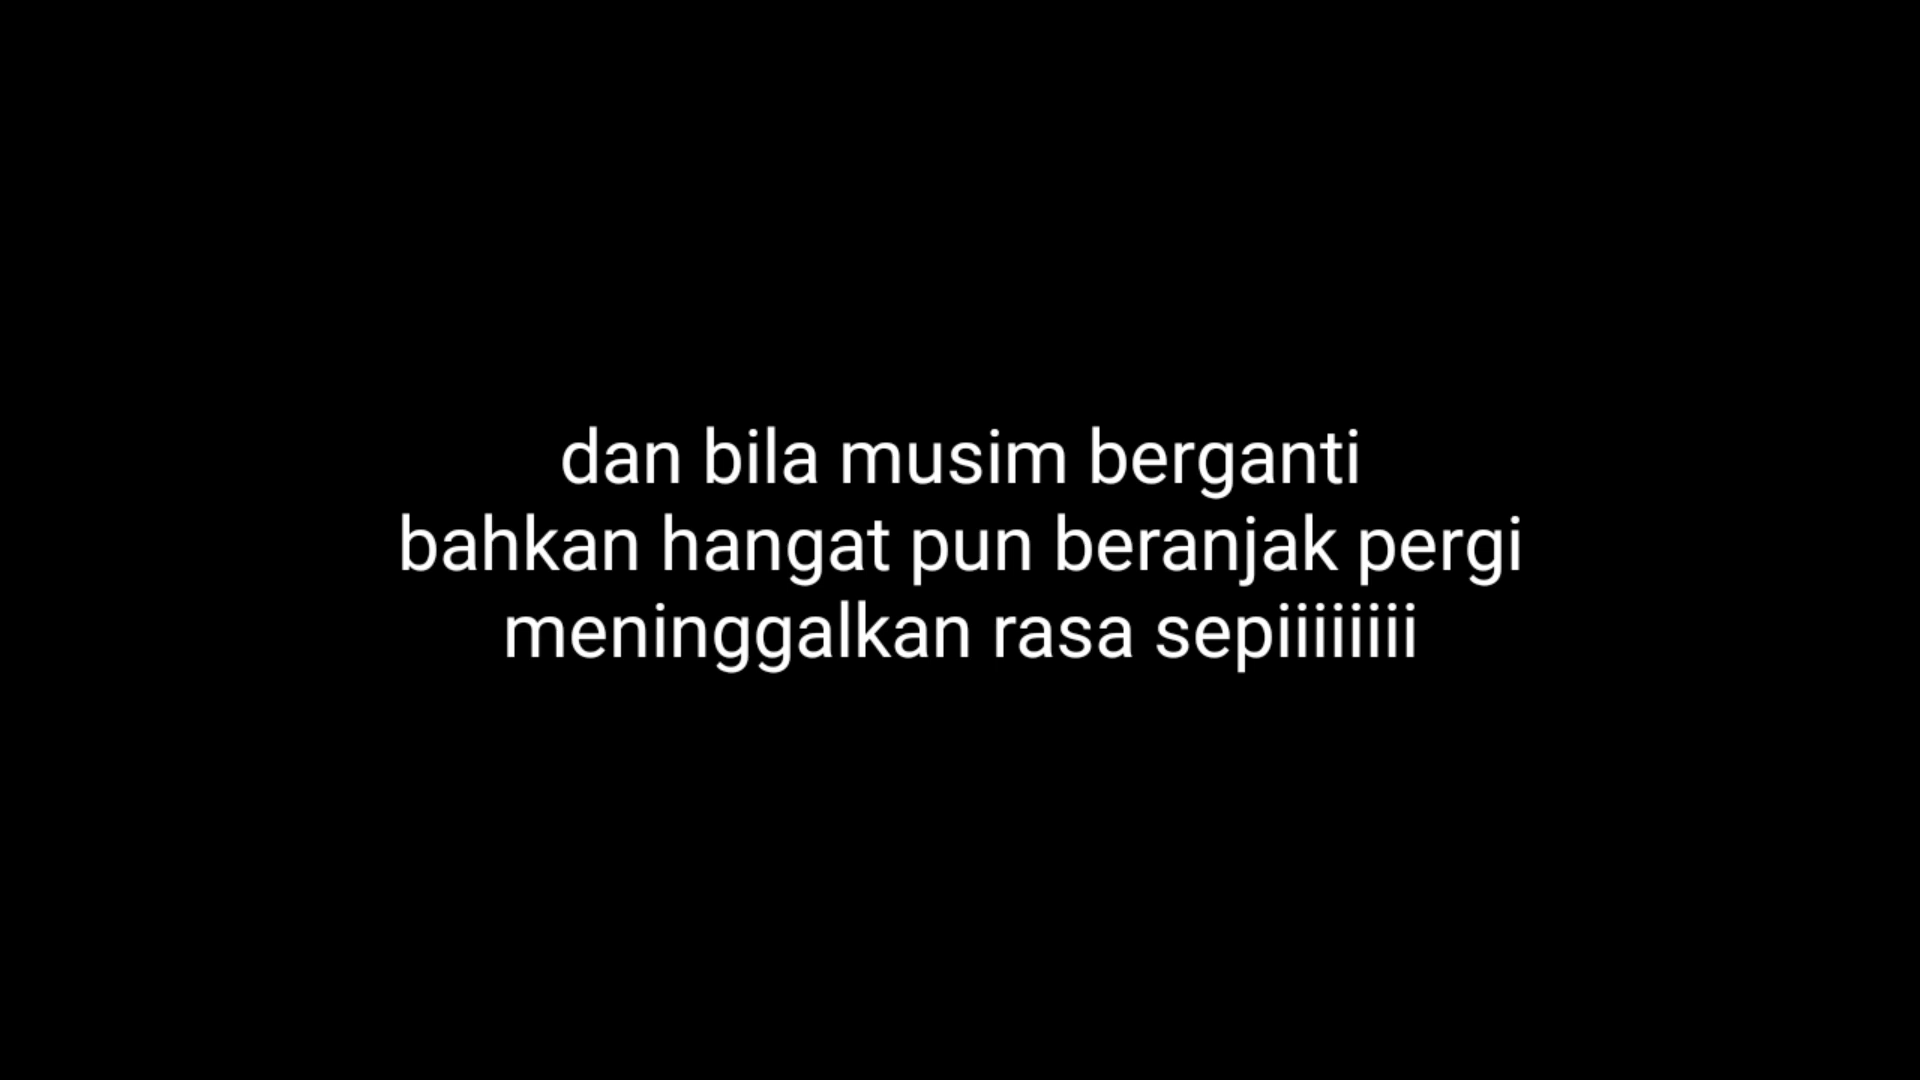 dan bila musim berganti
bahkan hangat pun beranjak pergi
meninggalkan rasa sepiiiiiiii